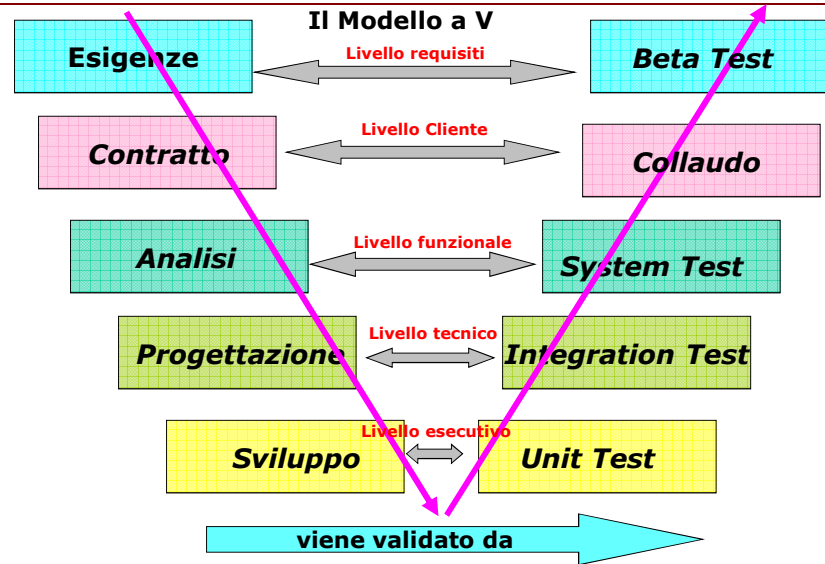 Il Modello a V
Esigenze
Livello requisiti
Beta Test
Contratto
Livello Cliente
Collaudo
Analisi
Livello funzionale
System Test
Progettazione
Livello tecnico
Integration Test
Sviluppo
Livello esecutivo
Unit Test
viene validato da